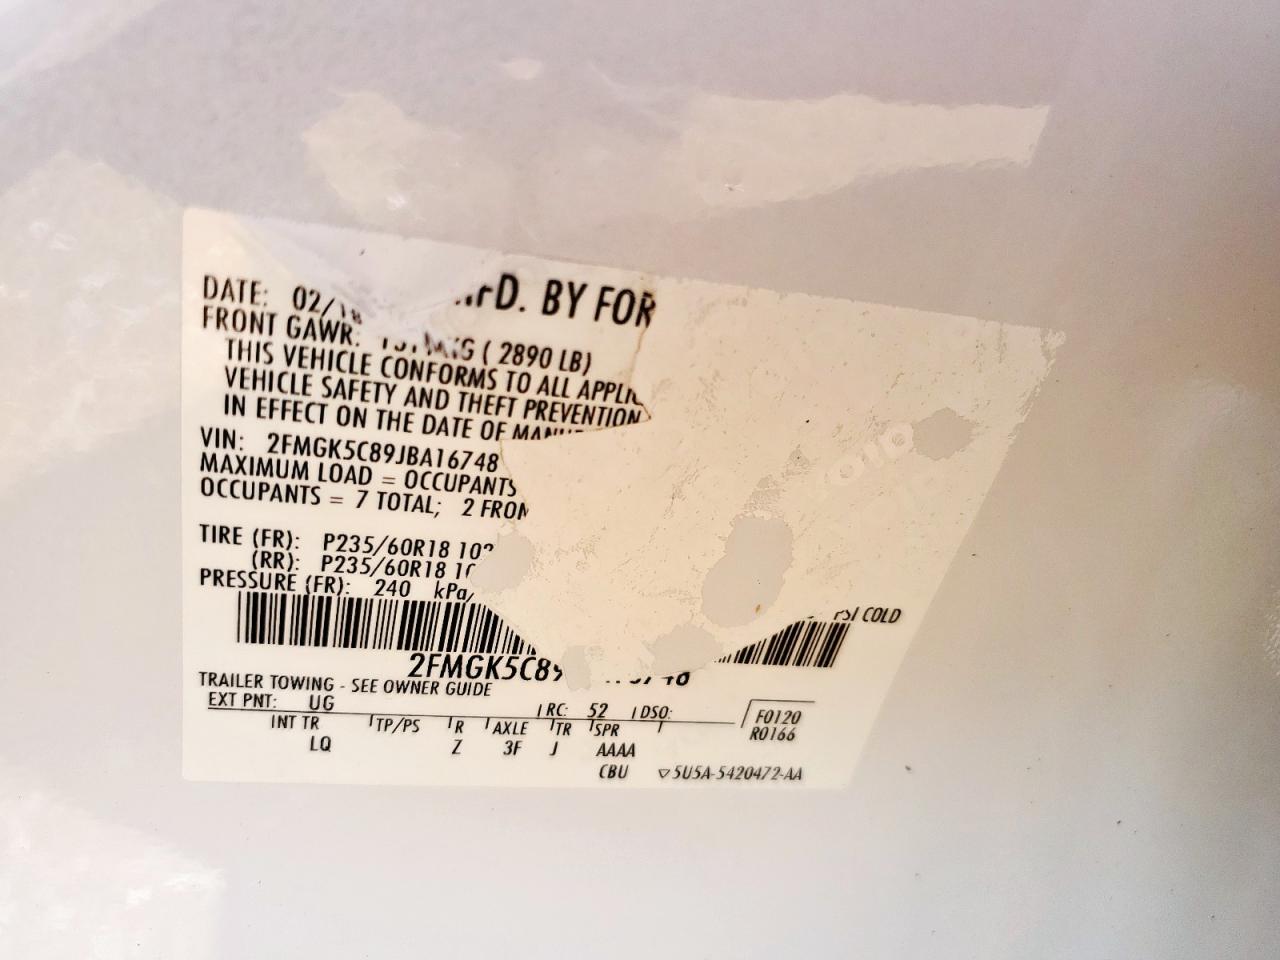 BY FOR
DATE: 02/18
FRONT GAWR: ( 2890 LB)
THIS VEHICLE CONFORMS TO ALL
VEHICLE SAFETY AND THEFT PREVENTION
IN EFFECT ON THE DATE OF
VIN: 2FMGK5C89JBA16748
MAXIMUM LOAD = OCCUPANTS
OCCUPANTS = 7 TOTAL; 2
TIRE (FR): P235/60R18
(RR): P235/60R18
PRESSURE (FR): 240 kPa/
PSI COLD
2FMGK5C89
TRAILER TOWING - SEE OWNER GUIDE
EXT PNT: UG RC: 52 DSO:
F0120
R0166
INT TR TP/PS R AXLE TR SPR
LQ Z 3F J AAAA
CBU ▽5U5A-5420472-AA